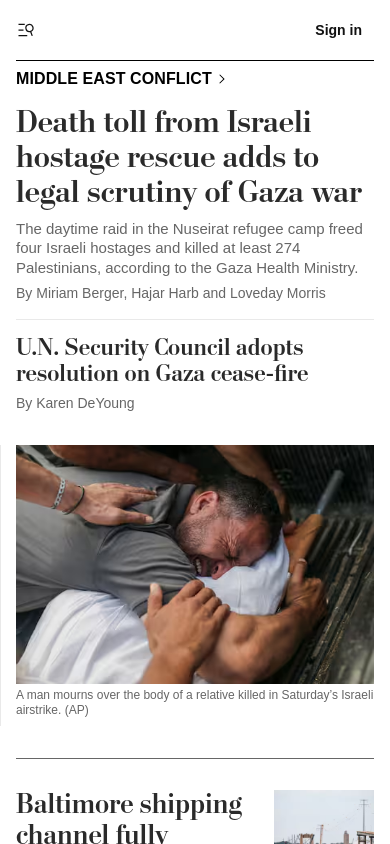 Sign in
MIDDLE EAST CONFLICT
Death toll from Israeli
hostage rescue adds to
legal scrutiny of Gaza war
The daytime raid in the Nuseirat refugee camp freed
four Israeli hostages and killed at least 274
Palestinians, according to the Gaza Health Ministry.
By Miriam Berger, Hajar Harb and Loveday Morris
U.N. Security Council adopts
resolution on Gaza cease-fire
By Karen DeYoung
A man mourns over the body of a relative killed in Saturday’s Israeli
airstrike. (AP)
Baltimore shipping
channel fully